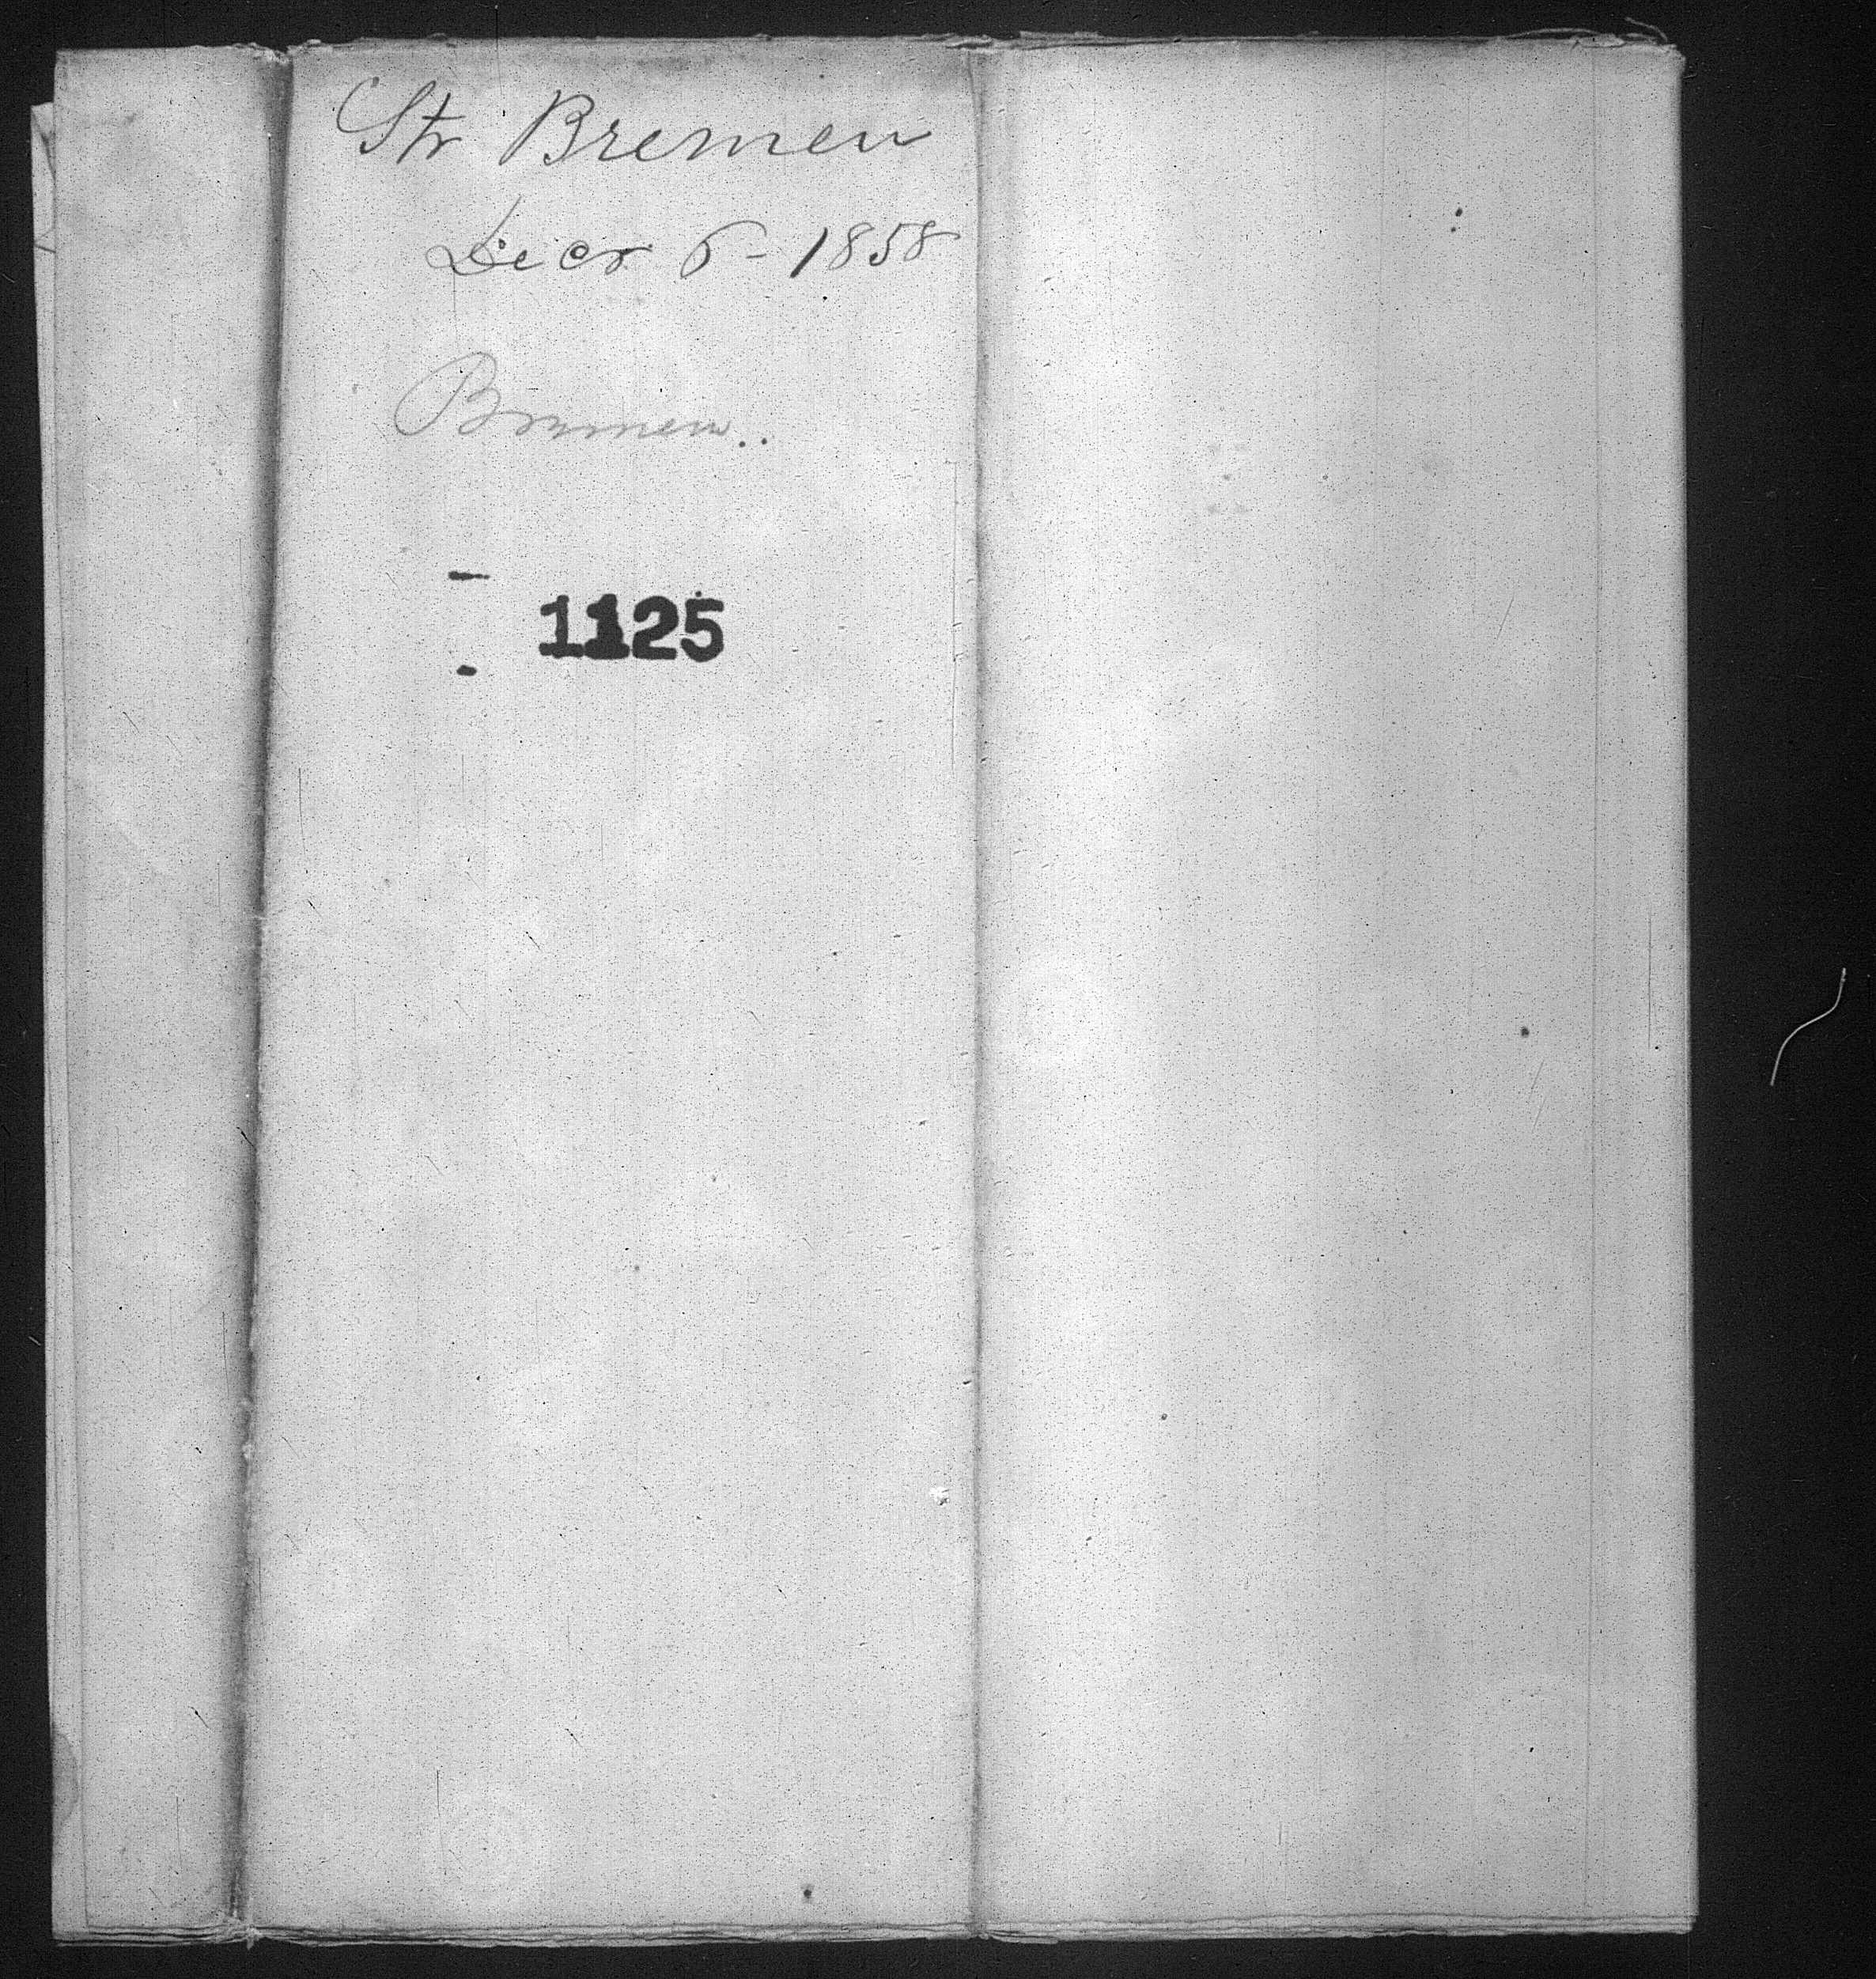 Str Bremen
Decr 6 - 1858
Bremen..
1125